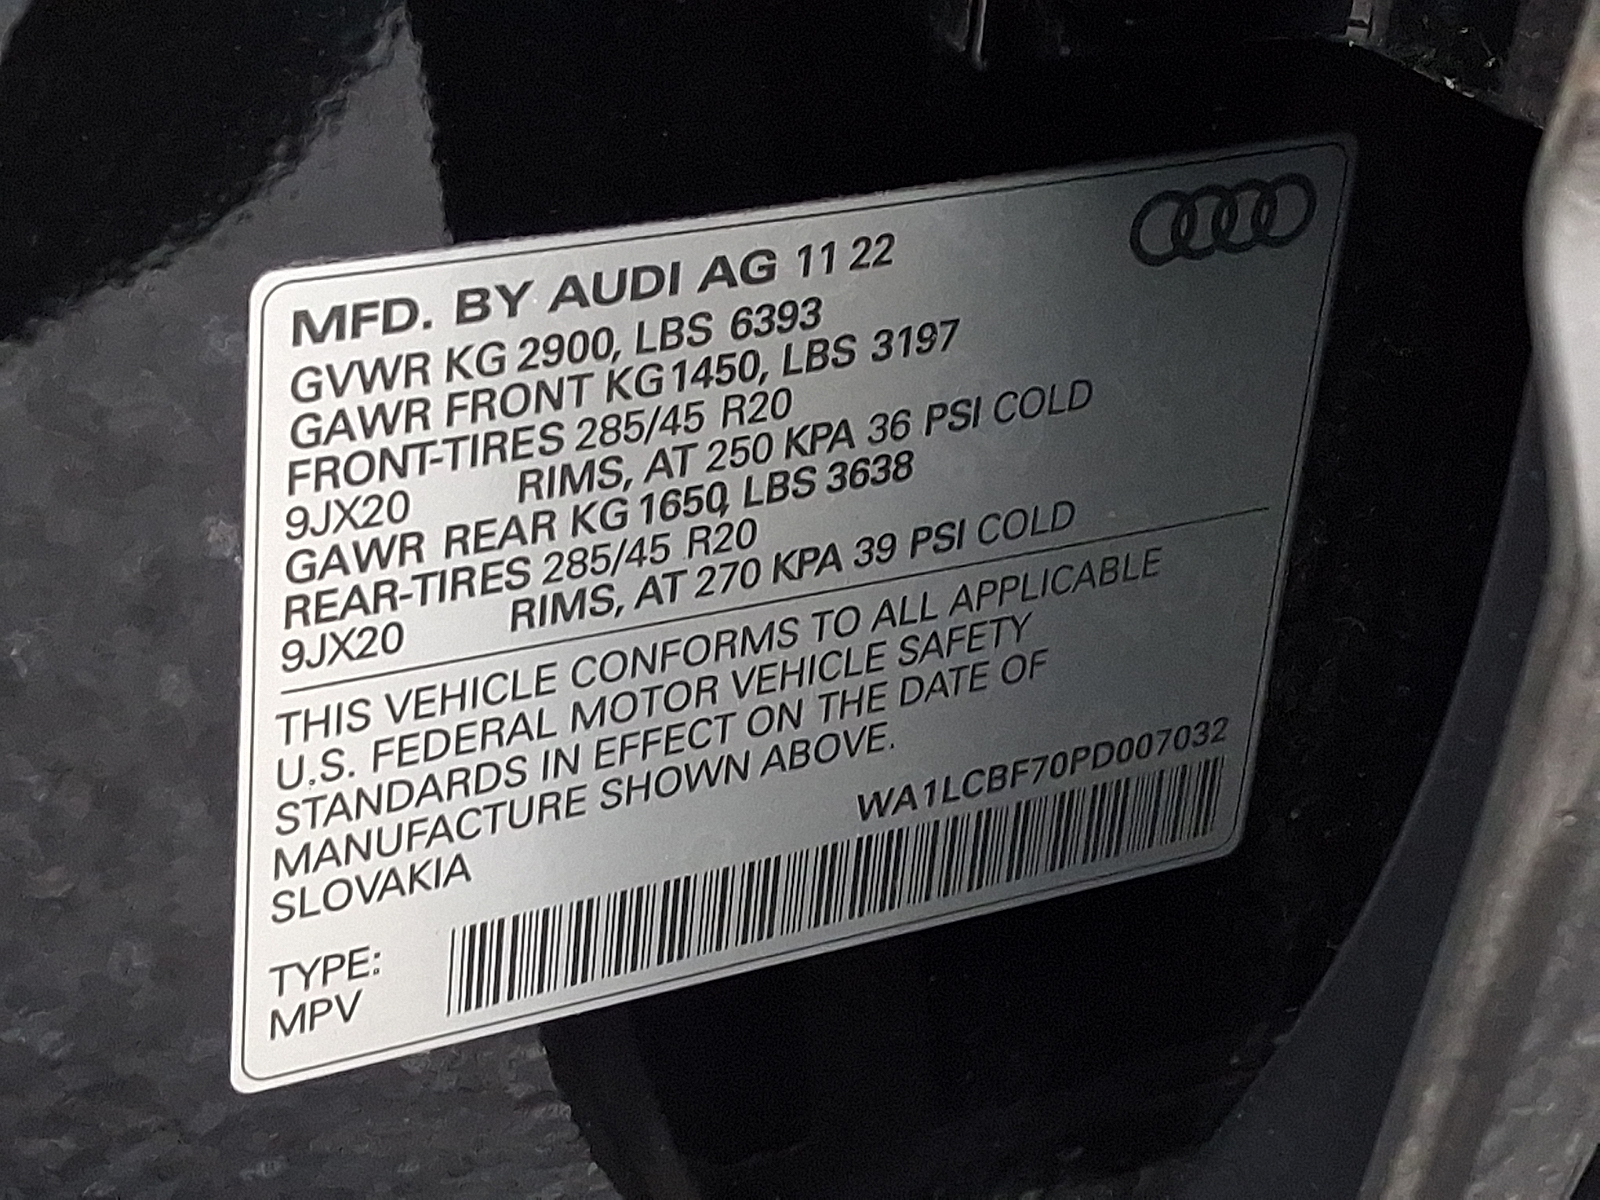 MFD. BY AUDI AG 11 22
GVWR KG 2900, LBS 6393
GAWR FRONT KG 1450, LBS 3197
FRONT-TIRES 285/45 R20
9JX20 RIMS, AT 250 KPA 36 PSI COLD
GAWR REAR KG 1650, LBS 3638
REAR-TIRES 285/45 R20
9JX20 RIMS, AT 270 KPA 39 PSI COLD
THIS VEHICLE CONFORMS TO ALL APPLICABLE
U.S. FEDERAL MOTOR VEHICLE SAFETY
STANDARDS IN EFFECT ON THE DATE OF
MANUFACTURE SHOWN ABOVE.
SLOVAKIA
WA1LCBF70PD007032
TYPE:
MPV